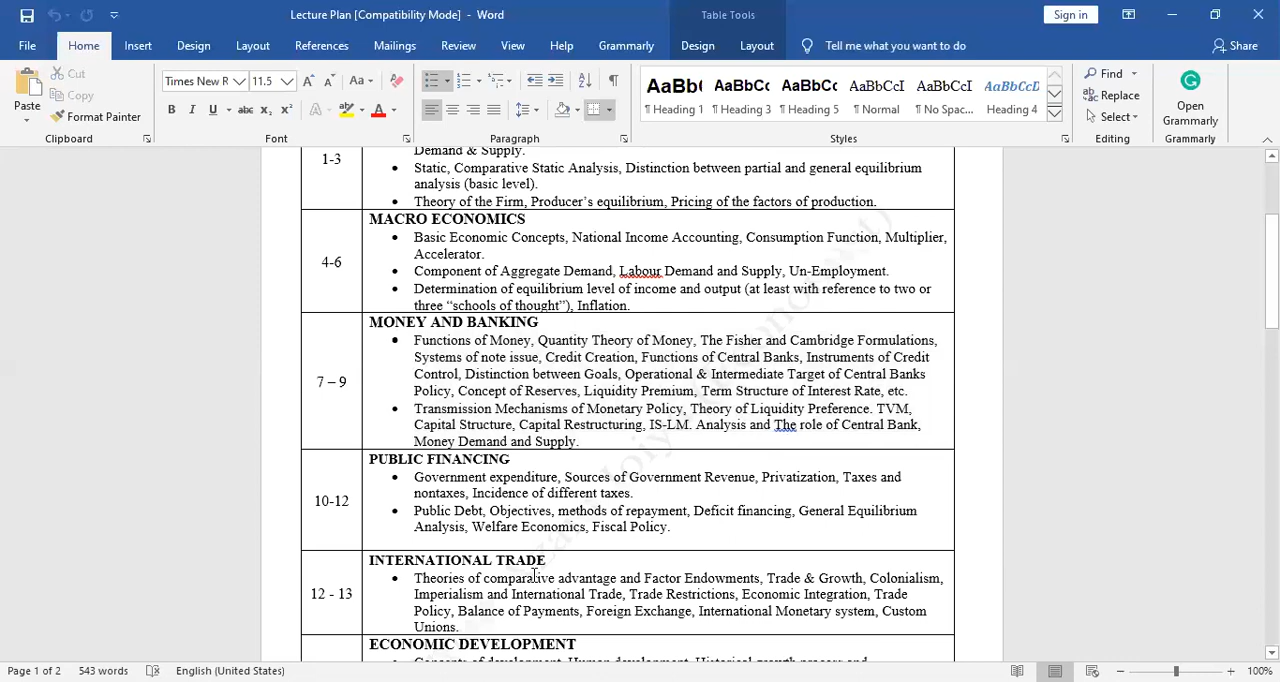 Lecture Plan [Compatibility Mode] - Word
Table Tools
Sign in
File Home Insert Design Layout References Mailings Review View Help Grammarly Design Layout Tell me what you want to do Share
Paste
Cut
Copy
Format Painter
Clipboard
Times New R 11.5
Font
Paragraph
AaBb( AaBbCc AaBbCc AaBbCcI AaBbCcI AaBbCcD
¶ Heading 1 ¶ Heading 3 ¶ Heading 5 ¶ Normal ¶ No Spac... Heading 4
Styles
Find
Replace
Select
Editing
Open
Grammarly
Grammarly
1-3
Demand & Supply.
• Static, Comparative Static Analysis, Distinction between partial and general equilibrium
analysis (basic level).
• Theory of the Firm, Producer's equilibrium, Pricing of the factors of production.
4-6
MACRO ECONOMICS
• Basic Economic Concepts, National Income Accounting, Consumption Function, Multiplier,
Accelerator.
• Component of Aggregate Demand, Labour Demand and Supply, Un-Employment.
• Determination of equilibrium level of income and output (at least with reference to two or
three “schools of thought”), Inflation.
7 – 9
MONEY AND BANKING
• Functions of Money, Quantity Theory of Money, The Fisher and Cambridge Formulations,
Systems of note issue, Credit Creation, Functions of Central Banks, Instruments of Credit
Control, Distinction between Goals, Operational & Intermediate Target of Central Banks
Policy, Concept of Reserves, Liquidity Premium, Term Structure of Interest Rate, etc.
• Transmission Mechanisms of Monetary Policy, Theory of Liquidity Preference. TVM,
Capital Structure, Capital Restructuring, IS-LM. Analysis and The role of Central Bank,
Money Demand and Supply.
10-12
PUBLIC FINANCING
• Government expenditure, Sources of Government Revenue, Privatization, Taxes and
nontaxes, Incidence of different taxes.
• Public Debt, Objectives, methods of repayment, Deficit financing, General Equilibrium
Analysis, Welfare Economics, Fiscal Policy.
12 - 13
INTERNATIONAL TRADE
• Theories of comparative advantage and Factor Endowments, Trade & Growth, Colonialism,
Imperialism and International Trade, Trade Restrictions, Economic Integration, Trade
Policy, Balance of Payments, Foreign Exchange, International Monetary system, Custom
Unions.
ECONOMIC DEVELOPMENT
• Concepts of development, Human development, Historical growth process and
Page 1 of 2 543 words English (United States) 100%